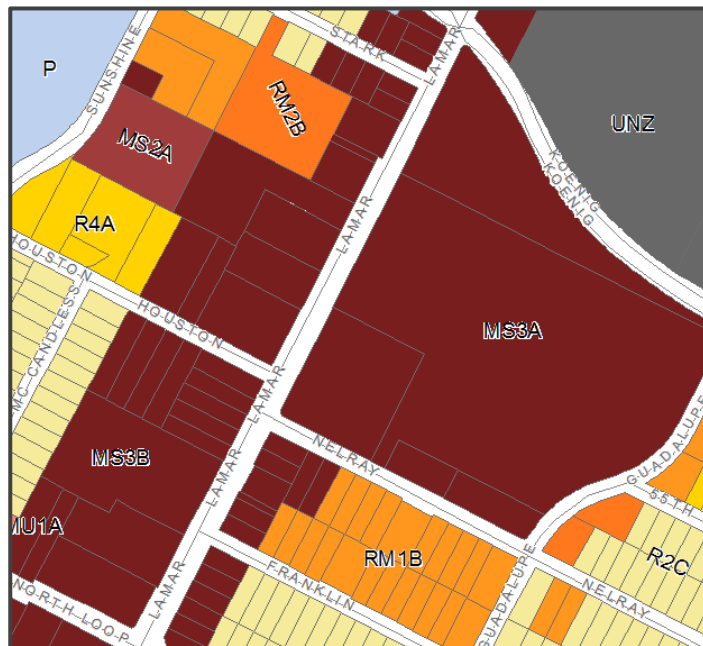 STARK
LAMAR
P
SUNSHINE
RM2B
UNZ
MS2A
KOENIG
KOENIG
R4A
LAMAR
HOUSTON
HOUSTON
MC CANDLESS
MS3A
LAMAR
GUADALUPE
NELRAY
MS3B
LAMAR
55TH
MU1A
RM1B
R2C
FRANKLIN
GUADALUPE
NELRAY
NORTH LOOP
LAMAR